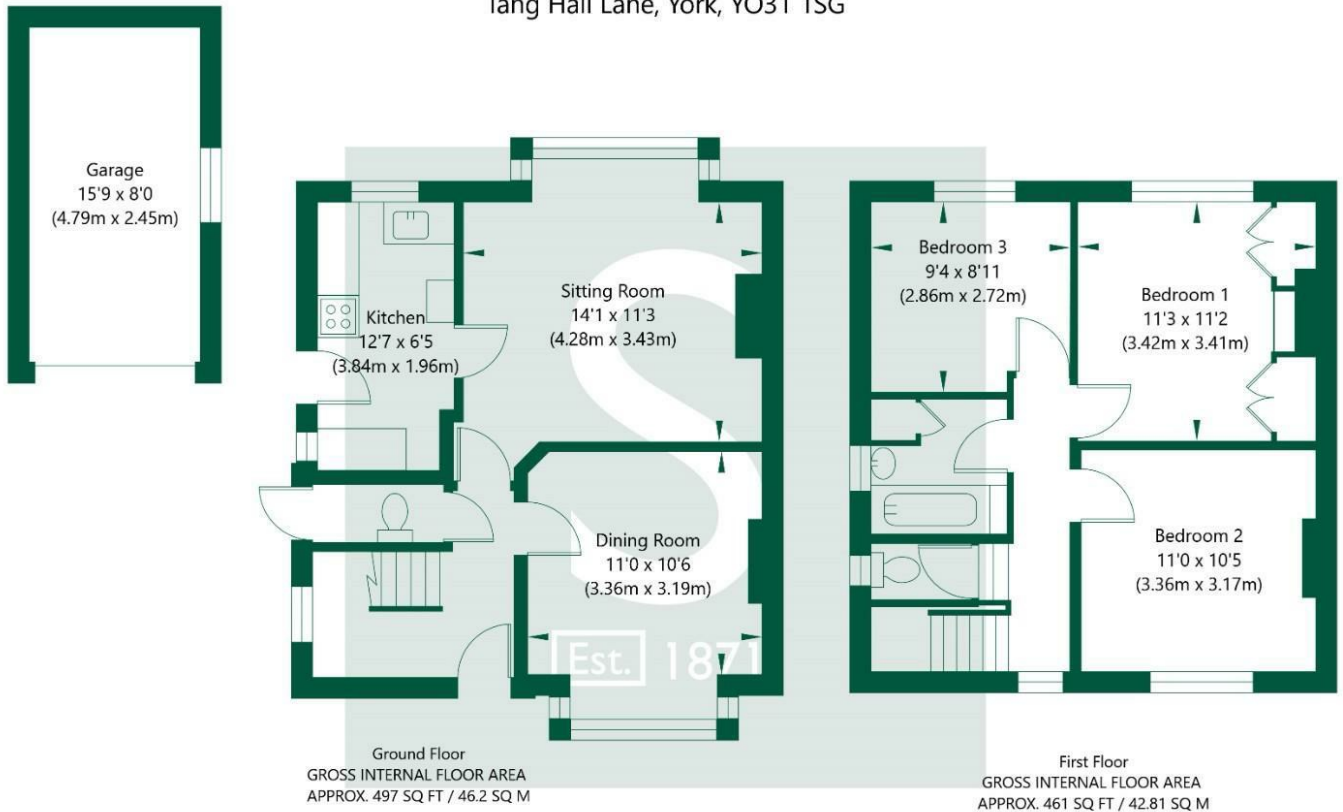 Tang Hall Lane, York, YO31 1SG
Garage
15'9 x 8'0
(4.79m x 2.45m)
Kitchen
12'7 x 6'5
(3.84m x 1.96m)
Sitting Room
14'1 x 11'3
(4.28m x 3.43m)
Dining Room
11'0 x 10'6
(3.36m x 3.19m)
Bedroom 3
9'4 x 8'11
(2.86m x 2.72m)
Bedroom 1
11'3 x 11'2
(3.42m x 3.41m)
Bedroom 2
11'0 x 10'5
(3.36m x 3.17m)
S
Est. 1871
Ground Floor
GROSS INTERNAL FLOOR AREA
APPROX. 497 SQ FT / 46.2 SQ M
First Floor
GROSS INTERNAL FLOOR AREA
APPROX. 461 SQ FT / 42.81 SQ M